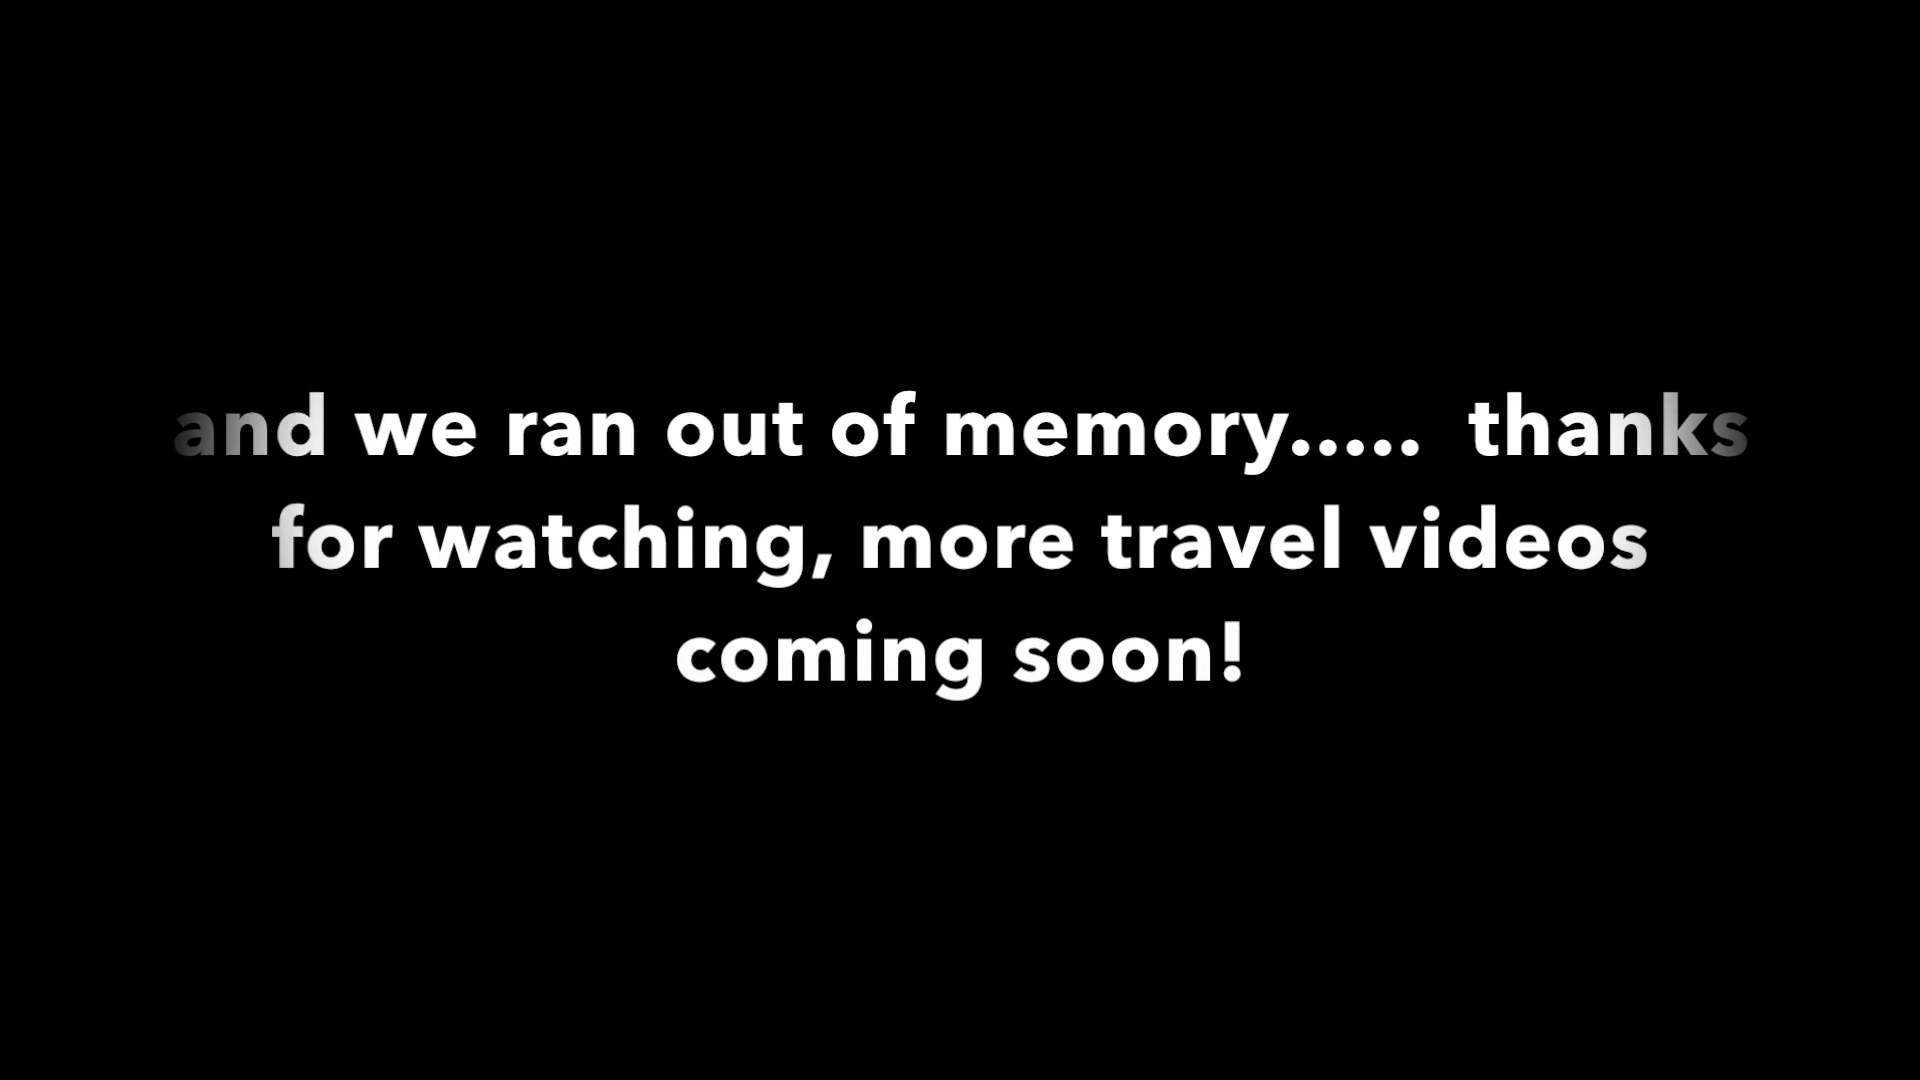 and we ran out of memory.....  thanks
for watching, more travel videos
coming soon!